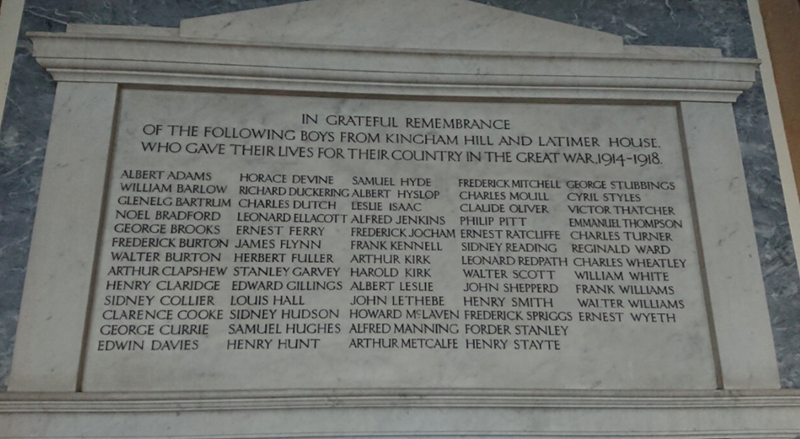 IN GRATEFUL REMEMBRANCE
OF THE FOLLOWING BOYS FROM KINGHAM HILL AND LATIMER HOUSE,
WHO GAVE THEIR LIVES FOR THEIR COUNTRY IN THE GREAT WAR, 1914-1918.
ALBERT ADAMS
WILLIAM BARLOW
GLENELG BARTRUM
NOEL BRADFORD
GEORGE BROOKS
FREDERICK BURTON
WALTER BURTON
ARTHUR CLAPSHEW
HENRY CLARIDGE
SIDNEY COLLIER
CLARENCE COOKE
GEORGE CURRIE
EDWIN DAVIES
HORACE DEVINE
RICHARD DUCKERING
CHARLES DUTCH
LEONARD ELLACOTT
ERNEST FERRY
JAMES FLYNN
HERBERT FULLER
STANLEY GARVEY
EDWARD GILLINGS
LOUIS HALL
SIDNEY HUDSON
SAMUEL HUGHES
HENRY HUNT
SAMUEL HYDE
ALBERT HYSLOP
LESLIE ISAAC
ALFRED JENKINS
FREDERICK JOCHAM
FRANK KENNELL
ARTHUR KIRK
HAROLD KIRK
ALBERT LESLIE
JOHN LETHEBE
HOWARD McLAVEN
ALFRED MANNING
ARTHUR METCALFE
FREDERICK MITCHELL
CHARLES MOULL
CLAUDE OLIVER
PHILIP PITT
ERNEST RATCLIFFE
SIDNEY READING
LEONARD REDPATH
WALTER SCOTT
JOHN SHEPPERD
HENRY SMITH
FREDERICK SPRIGGS
FORDER STANLEY
HENRY STAYTE
GEORGE STUBBINGS
CYRIL STYLES
VICTOR THATCHER
EMMANUEL THOMPSON
CHARLES TURNER
REGINALD WARD
CHARLES WHEATLEY
WILLIAM WHITE
FRANK WILLIAMS
WALTER WILLIAMS
ERNEST WYETH